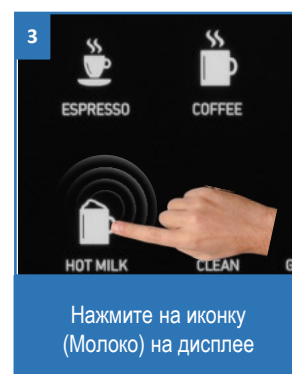 3
ESPRESSO COFFEE
HOT MILK CLEAN G
Нажмите на иконку
(Молоко) на дисплее